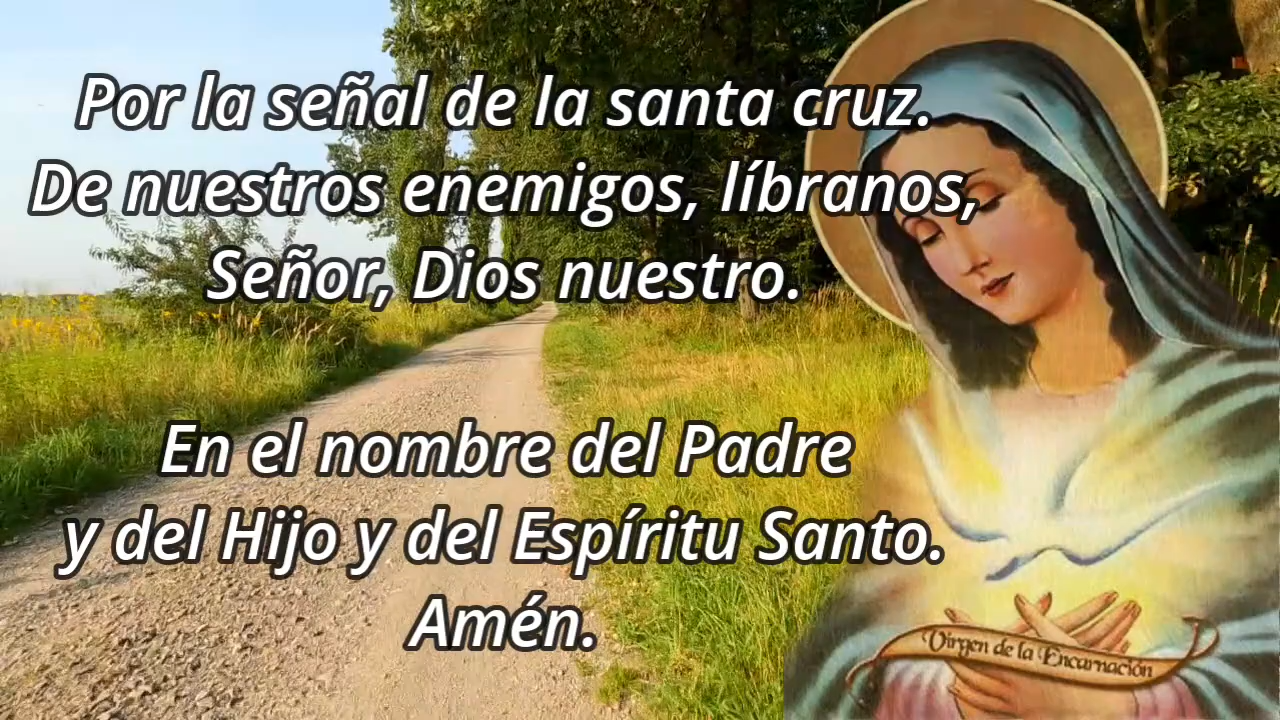 Por la señal de la santa cruz.
De nuestros enemigos, líbranos,
Señor, Dios nuestro.
En el nombre del Padre
y del Hijo y del Espíritu Santo.
Amén.
Virgen de la Encarnación